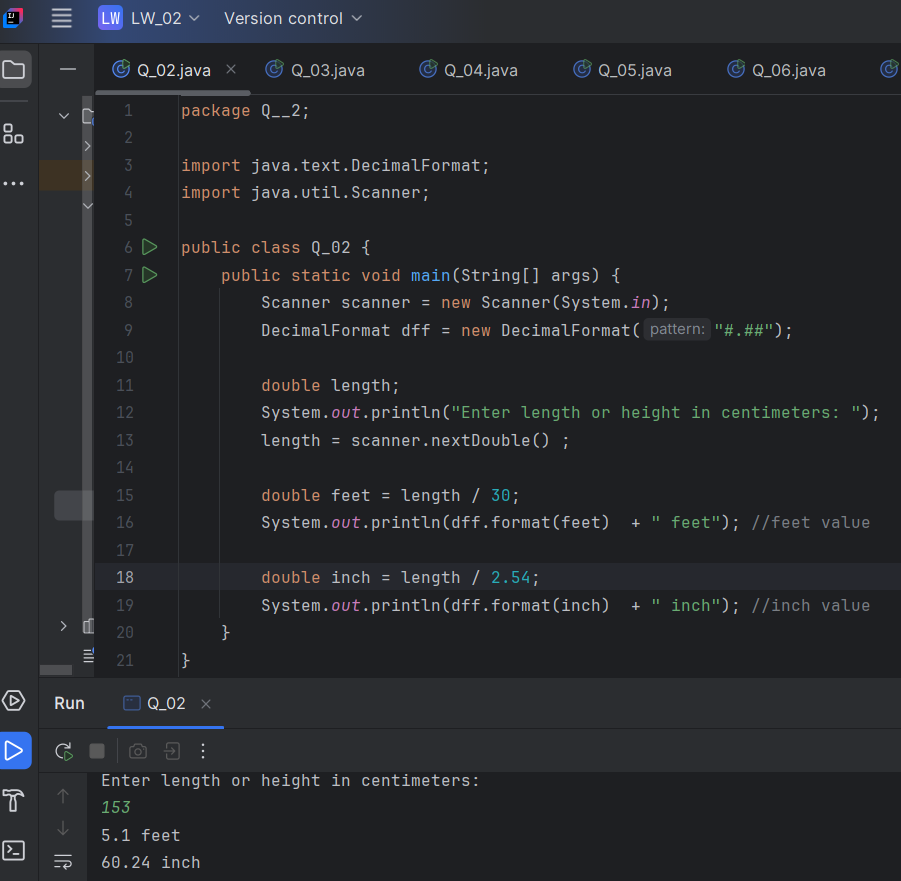 LW LW_02 Version control
Q_02.java Q_03.java Q_04.java Q_05.java Q_06.java
1 package Q__2;
2
3 import java.text.DecimalFormat;
4 import java.util.Scanner;
5
6 public class Q_02 {
7 public static void main(String[] args) {
8 Scanner scanner = new Scanner(System.in);
9 DecimalFormat dff = new DecimalFormat( pattern: "#.##");
10
11 double length;
12 System.out.println("Enter length or height in centimeters: ");
13 length = scanner.nextDouble() ;
14
15 double feet = length / 30;
16 System.out.println(dff.format(feet)  + " feet"); //feet value
17
18 double inch = length / 2.54;
19 System.out.println(dff.format(inch)  + " inch"); //inch value
20 }
21 }
Run Q_02
Enter length or height in centimeters:
153
5.1 feet
60.24 inch